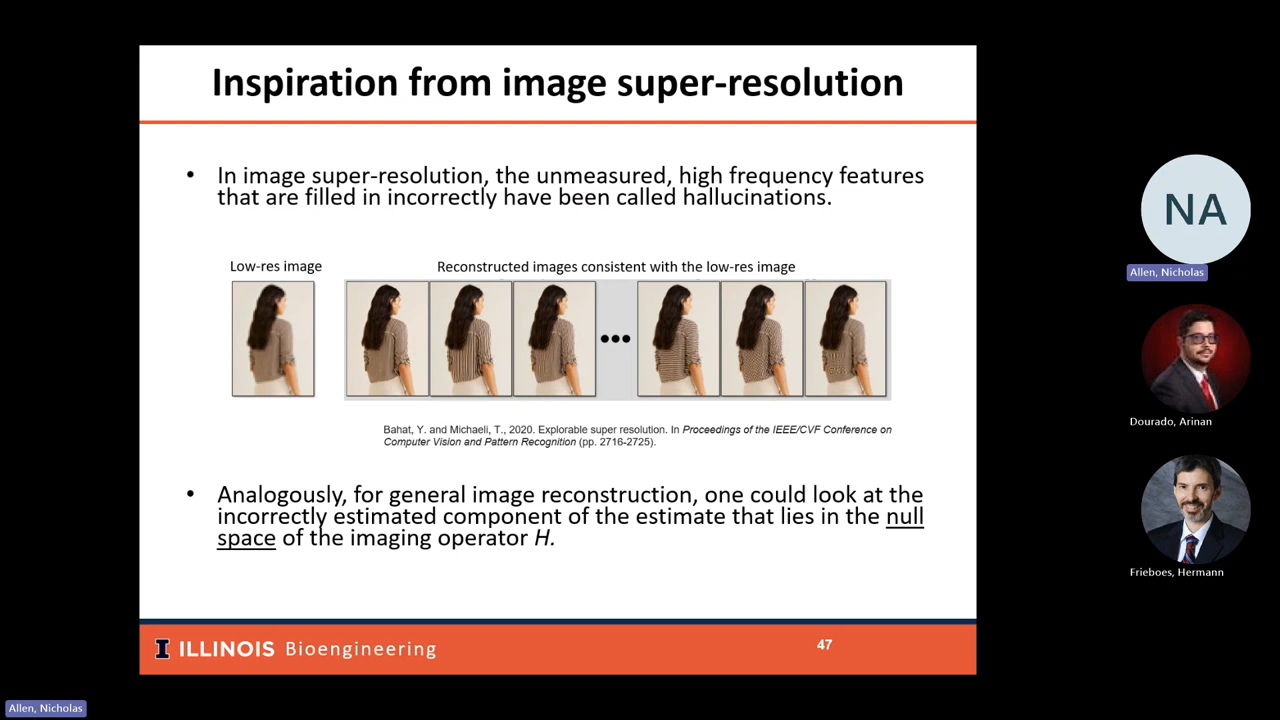 Inspiration from image super-resolution
• In image super-resolution, the unmeasured, high frequency features
that are filled in incorrectly have been called hallucinations.
Low-res image
Reconstructed images consistent with the low-res image
•••
Bahat, Y. and Michaeli, T., 2020. Explorable super resolution. In Proceedings of the IEEE/CVF Conference on
Computer Vision and Pattern Recognition (pp. 2716-2725).
• Analogously, for general image reconstruction, one could look at the
incorrectly estimated component of the estimate that lies in the null
space of the imaging operator H.
I ILLINOIS Bioengineering
47
NA
Allen, Nicholas
Dourado, Arinan
Frieboes, Hermann
Allen, Nicholas